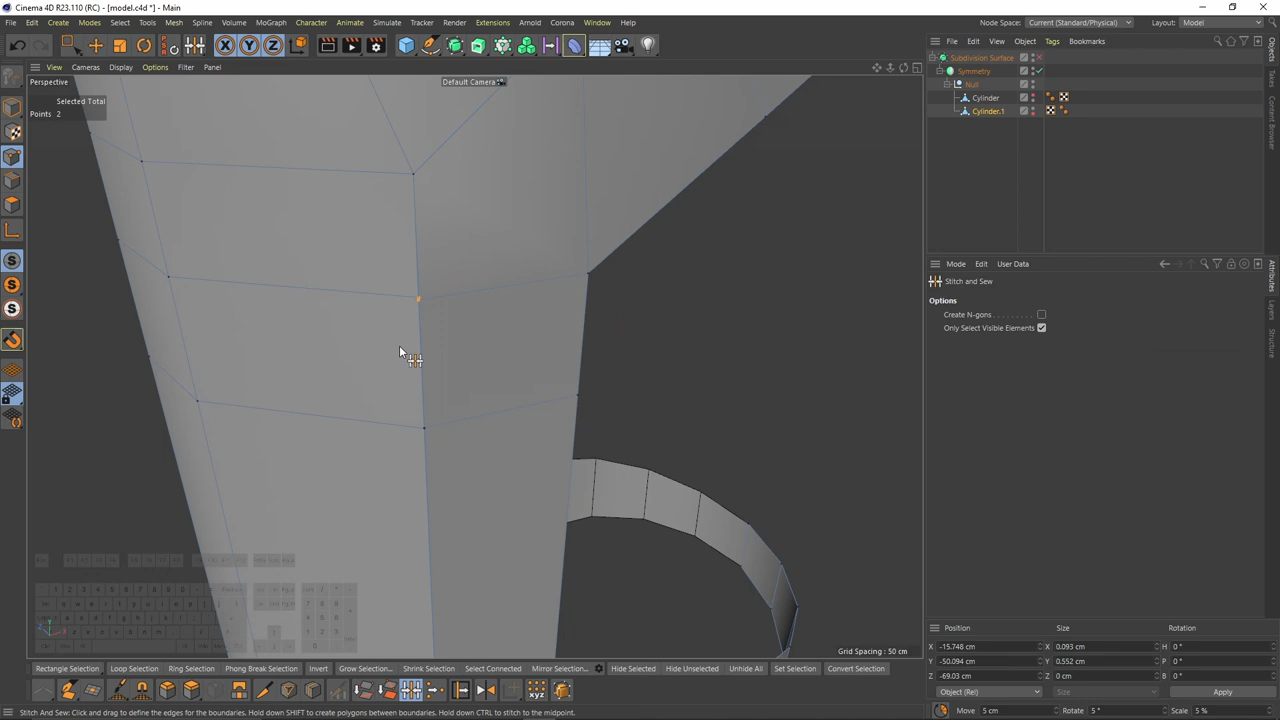 Cinema 4D R23.110 (RC) - [model.c4d *] - Main
File Edit Create Modes Select Tools Mesh Spline Volume MoGraph Character Animate Simulate Tracker Render Extensions Arnold Corona Window Help
Node Space: Current (Standard/Physical) Layout: Model
View Cameras Display Options Filter Panel
Perspective
Default Camera
Selected Total
Points 2
Grid Spacing : 50 cm
File Edit View Object Tags Bookmarks
Subdivision Surface
Symmetry
Null
Cylinder
Cylinder.1
Objects
Takes
Content Browser
Mode Edit User Data
Stitch and Sew
Options
Create N-gons
Only Select Visible Elements
Attributes
Layers
Structure
Position Size Rotation
X -15.748 cm X 0.093 cm H 0 °
Y -50.094 cm Y 0.552 cm P 0 °
Z -69.03 cm Z 0 cm B 0 °
Object (Rel) Size Apply
Move 5 cm Rotate 5 ° Scale 5 %
Rectangle Selection Loop Selection Ring Selection Phong Break Selection Invert Grow Selection... Shrink Selection Select Connected Mirror Selection... Hide Selected Hide Unselected Unhide All Set Selection Convert Selection
Stitch And Sew: Click and drag to define the edges for the boundaries. Hold down SHIFT to create polygons between boundaries. Hold down CTRL to stitch to the midpoint.